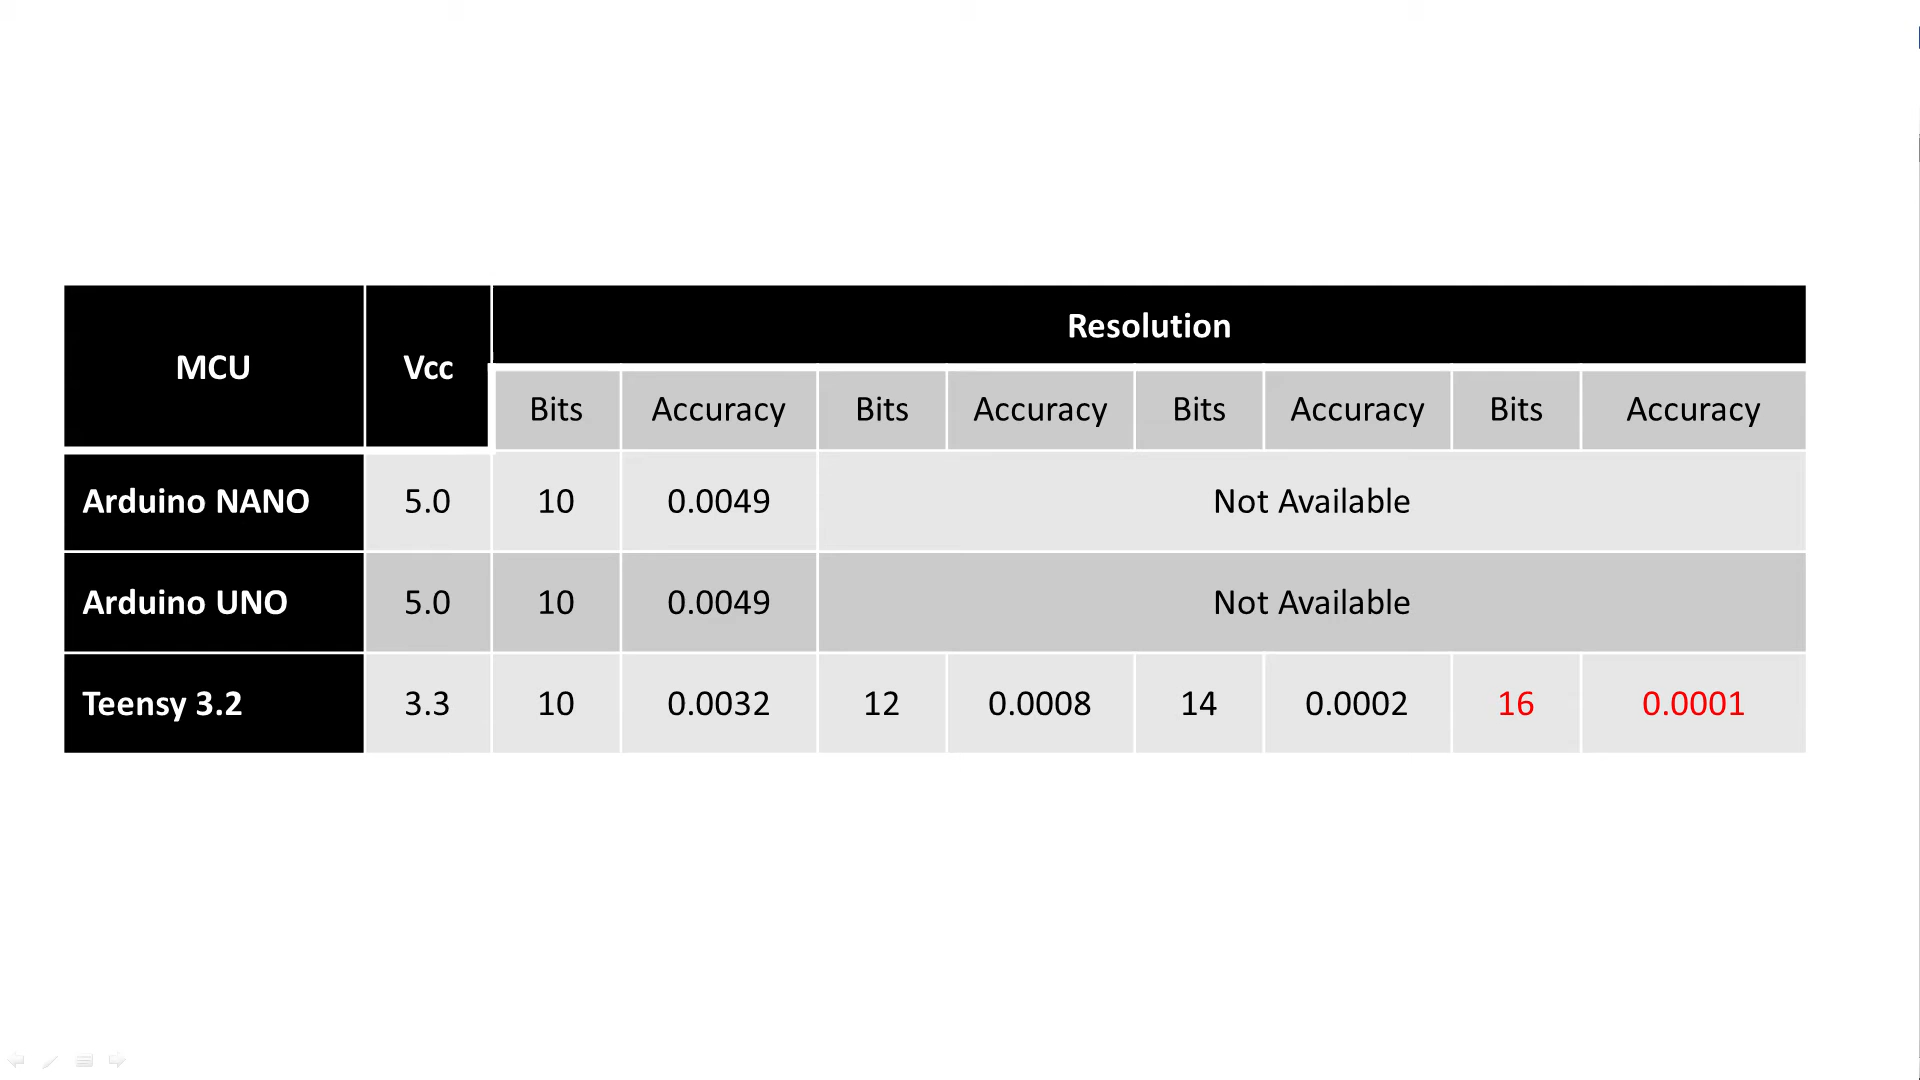 MCU Vcc Resolution
Bits Accuracy Bits Accuracy Bits Accuracy Bits Accuracy
Arduino NANO 5.0 10 0.0049 Not Available
Arduino UNO 5.0 10 0.0049 Not Available
Teensy 3.2 3.3 10 0.0032 12 0.0008 14 0.0002 16 0.0001